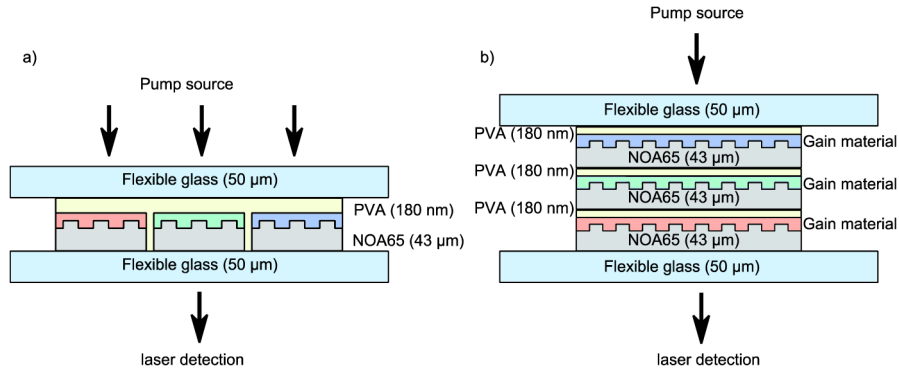 a)
Pump source
Flexible glass (50 µm)
PVA (180 nm)
NOA65 (43 µm)
Flexible glass (50 µm)
laser detection
b)
Pump source
Flexible glass (50 µm)
PVA (180 nm)
Gain material
NOA65 (43 µm)
PVA (180 nm)
Gain material
NOA65 (43 µm)
PVA (180 nm)
Gain material
NOA65 (43 µm)
Flexible glass (50 µm)
laser detection